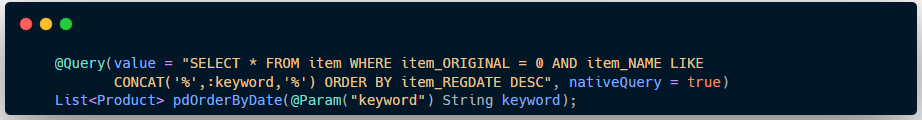 @Query(value = "SELECT * FROM item WHERE item_ORIGINAL = 0 AND item_NAME LIKE
CONCAT('%',:keyword,'%') ORDER BY item_REGDATE DESC", nativeQuery = true)
List<Product> pdOrderByDate(@Param("keyword") String keyword);